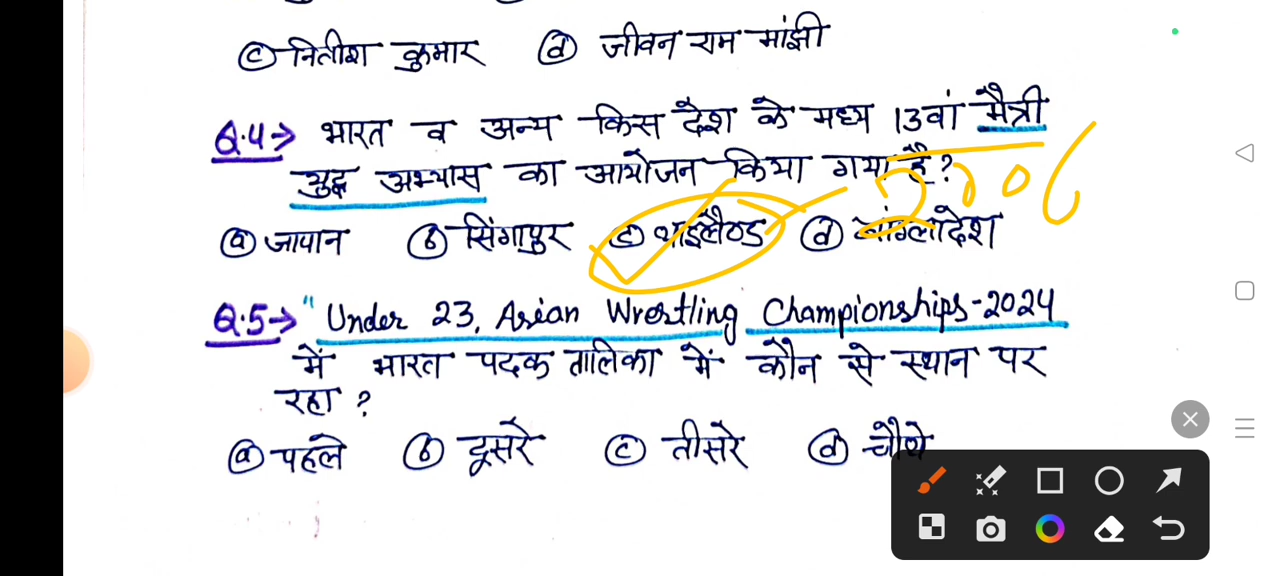 ⓒ नितीश कुमार ⓓ जीवन राम मांझी
Q.4→ भारत व अन्य किस देश के मध्य 13वां मैत्री
युद्ध अभ्यास का आयोजन किया गया है?
ⓐ जापान ⓑ सिंगापुर ⓒ थाईलैण्ड ⓓ बांग्लादेश
2006
Q.5→ "Under 23, Asian Wrestling Championships-2024
में भारत पदक तालिका में कौन से स्थान पर
रहा ?
ⓐ पहले ⓑ दूसरे ⓒ तीसरे ⓓ चौथे